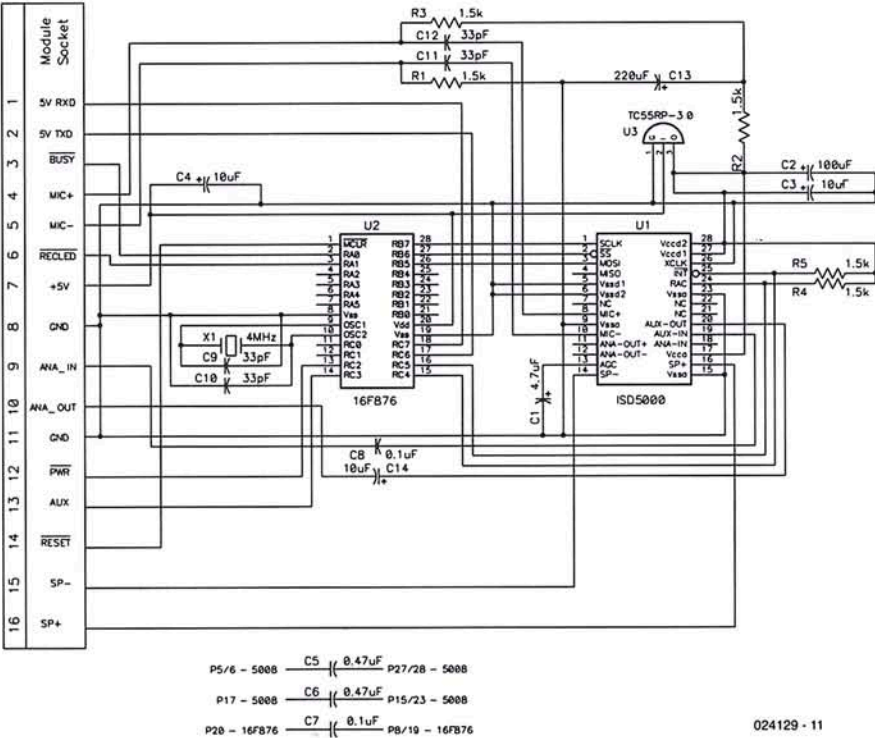 Module
Socket
1 5V RXD
2 5V TXD
3 BUSY
4 MIC+
5 MIC-
6 RECLED
7 +5V
8 GND
9 ANA_IN
10 ANA_OUT
11 GND
12 PWR
13 AUX
14 RESET
15 SP-
16 SP+
R3 1.5k
C12 33pF
C11 33pF
R1 1.5k
220uF C13
+
1.5k
R2
TC55RP-3.0
U3
G I O
1 2 3
C2 + 100uF
C3 + 10uF
C4 + 10uF
U2
1 MCLR RB7 28
2 RA0 RB6 27
3 RA1 RB5 26
4 RA2 RB4 25
5 RA3 RB3 24
6 RA4 RB2 23
7 RA5 RB1 22
8 Vss RB0 21
9 OSC1 Vdd 20
10 OSC2 Vss 19
11 RC0 RC7 18
12 RC1 RC6 17
13 RC2 RC5 16
14 RC3 RC4 15
16F876
X1 4MHz
C9 33pF
C10 33pF
U1
1 SCLK Vccd2 28
2 SS Vccd1 27
3 MOSI XCLK 26
4 MISO INT 25
5 Vssd1 RAC 24
6 Vssd2 Vssa 23
7 NC NC 22
8 MIC+ NC 21
9 Vssa AUX-OUT 20
10 MIC- AUX-IN 19
11 ANA-OUT+ ANA-IN 18
12 ANA-OUT- Vcca 17
13 AGC SP+ 16
14 SP- Vssa 15
ISD5000
R5 1.5k
R4 1.5k
C1 4.7uF
+
C8 0.1uF
10uF C14
+
P5/6 - 5008 C5 0.47uF P27/28 - 5008
P17 - 5008 C6 0.47uF P15/23 - 5008
P20 - 16F876 C7 0.1uF P8/19 - 16F876
024129 - 11